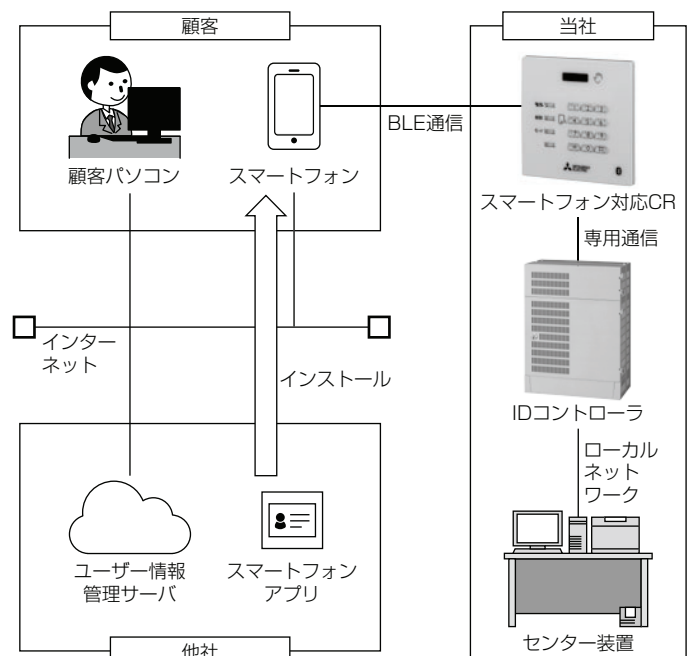 顧客
顧客パソコン
スマートフォン
BLE通信
当社
スマートフォン対応CR
専用通信
IDコントローラ
ローカル
ネット
ワーク
センター装置
インター
ネット
インストール
ユーザー情報
管理サーバ
スマートフォン
アプリ
他社